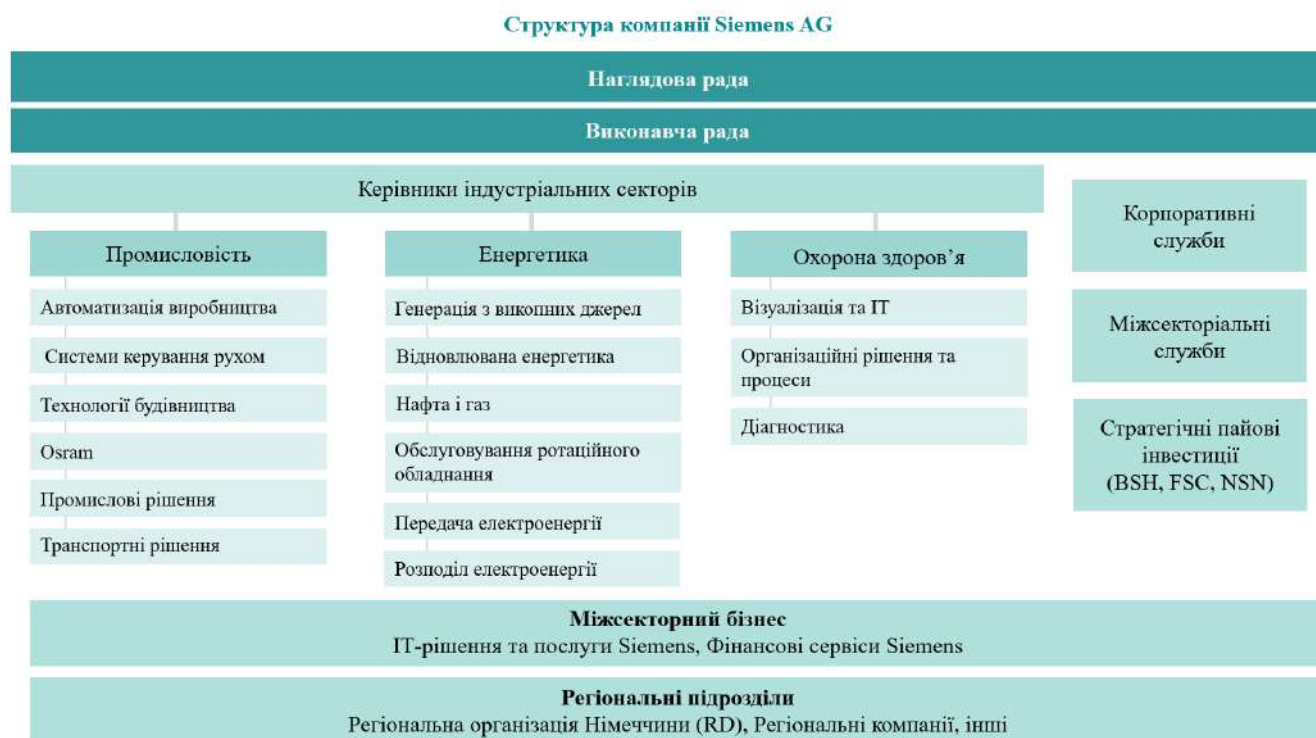 Структура компанії Siemens AG
Наглядова рада
Виконавча рада
Керівники індустріальних секторів
Промисловість
Автоматизація виробництва
Системи керування рухом
Технології будівництва
Osram
Промислові рішення
Транспортні рішення
Енергетика
Генерація з викопних джерел
Відновлювана енергетика
Нафта і газ
Обслуговування ротаційного
обладнання
Передача електроенергії
Розподіл електроенергії
Охорона здоров’я
Візуалізація та IT
Організаційні рішення та
процеси
Діагностика
Корпоративні
служби
Міжсекторіальні
служби
Стратегічні пайові
інвестиції
(BSH, FSC, NSN)
Міжсекторний бізнес
IT-рішення та послуги Siemens, Фінансові сервіси Siemens
Регіональні підрозділи
Регіональна організація Німеччини (RD), Регіональні компанії, інші